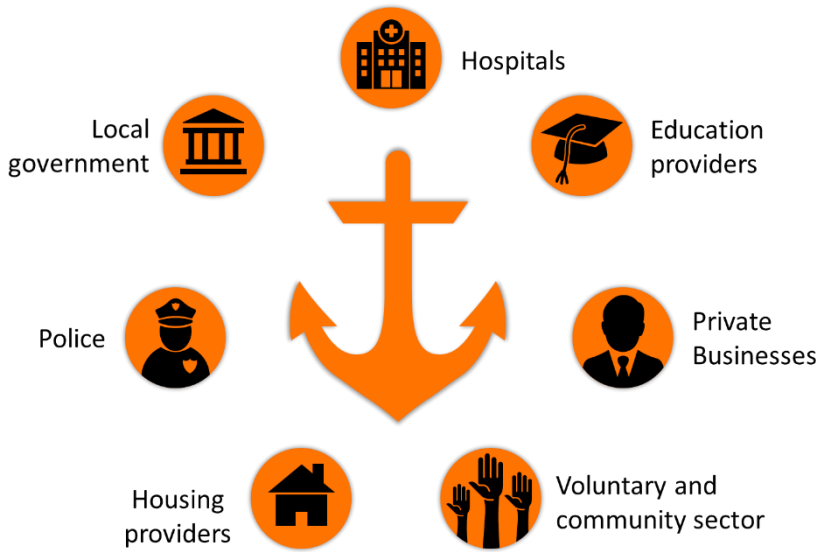 Hospitals
Local
government
Education
providers
Police
Private
Businesses
Housing
providers
Voluntary and
community sector